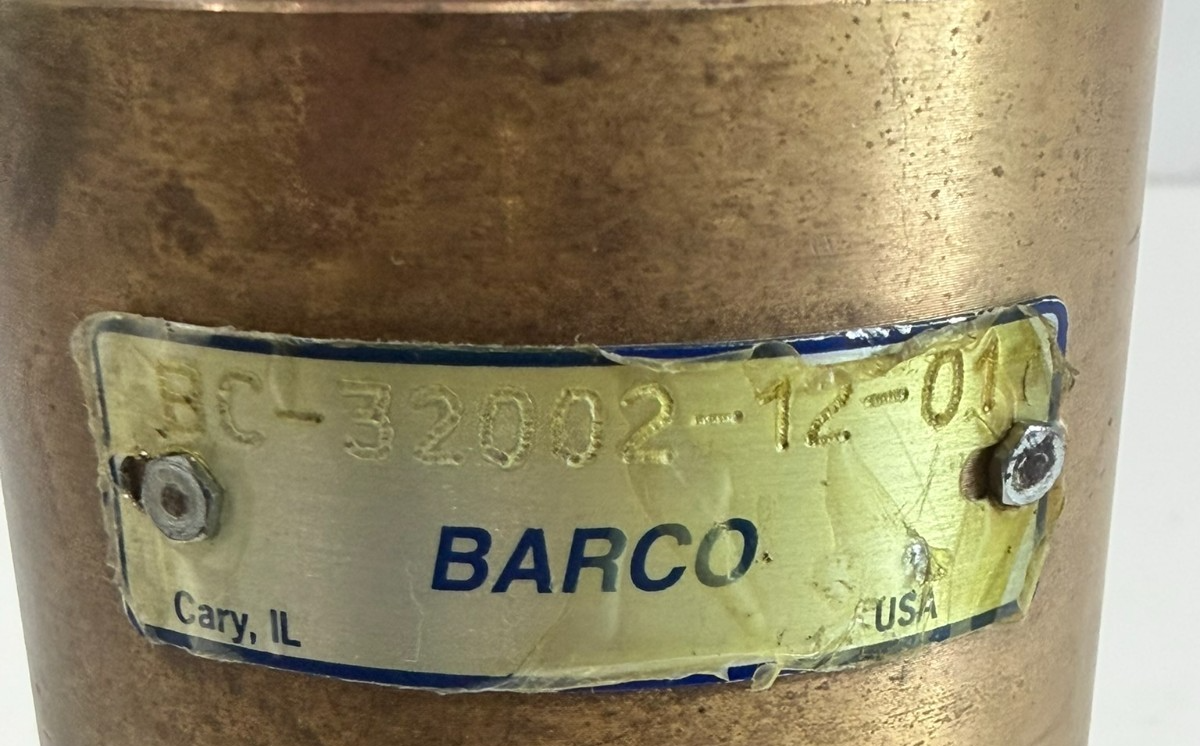 BC-32002-12-01
BARCO
Cary, IL
USA